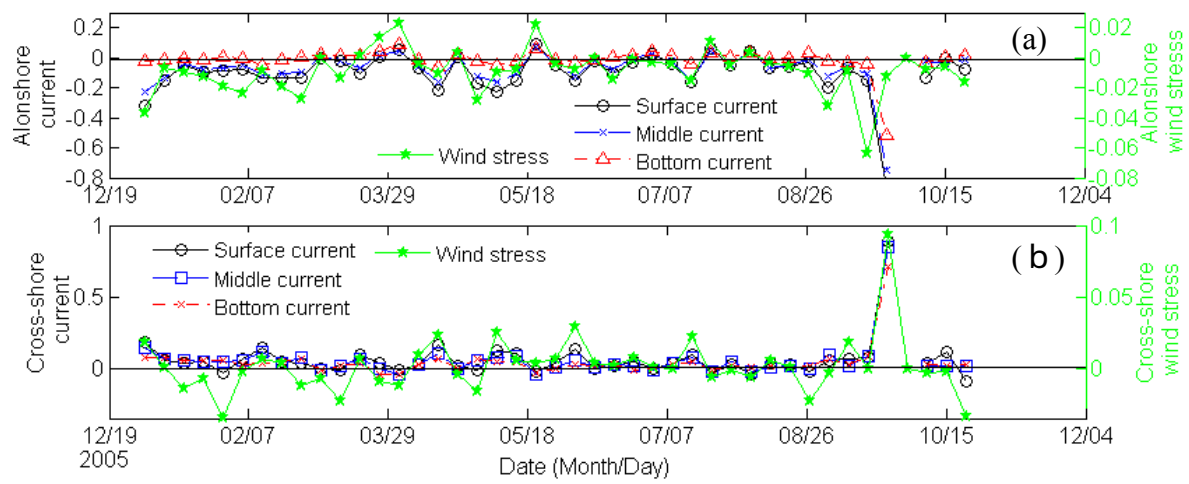 0.2
0
-0.2
-0.4
-0.6
-0.8
Alonshore
current
(a)
0.02
0
-0.02
-0.04
-0.06
-0.08
Alonshore
wind stress
Surface current
Middle current
Bottom current
Wind stress
12/19
02/07
03/29
05/18
07/07
08/26
10/15
12/04
1
0.5
0
Cross-shore
current
Surface current
Middle current
Bottom current
Wind stress
(b)
0.1
0.05
0
Cross-shore
wind stress
12/19
02/07
03/29
05/18
07/07
08/26
10/15
12/04
2005
Date (Month/Day)